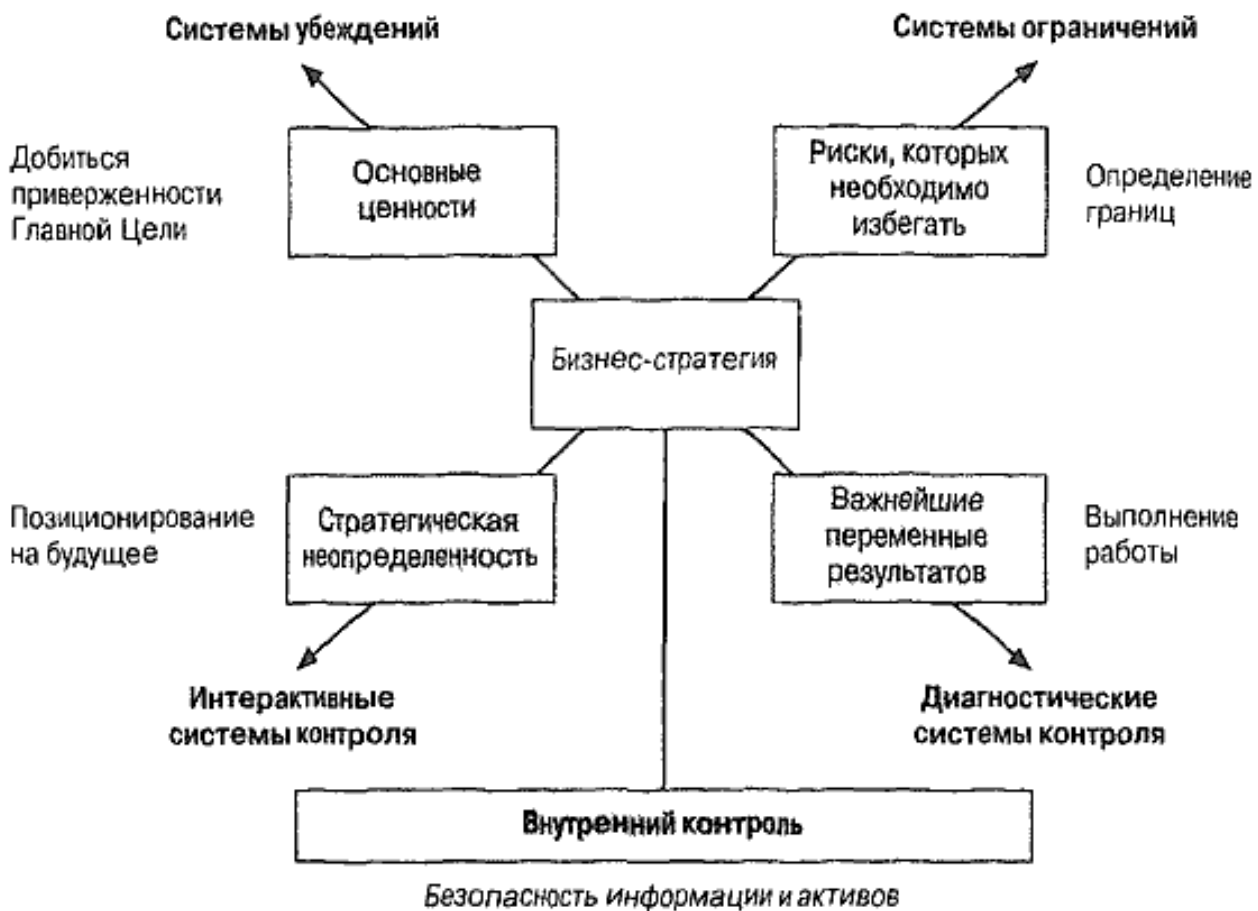 Системы убеждений
Системы ограничений
Добиться
приверженности
Главной Цели
Основные
ценности
Риски, которых
необходимо
избегать
Определение
границ
Бизнес-стратегия
Позиционирование
на будущее
Стратегическая
неопределенность
Важнейшие
переменные
результатов
Выполнение
работы
Интерактивные
системы контроля
Диагностические
системы контроля
Внутренний контроль
Безопасность информации и активов